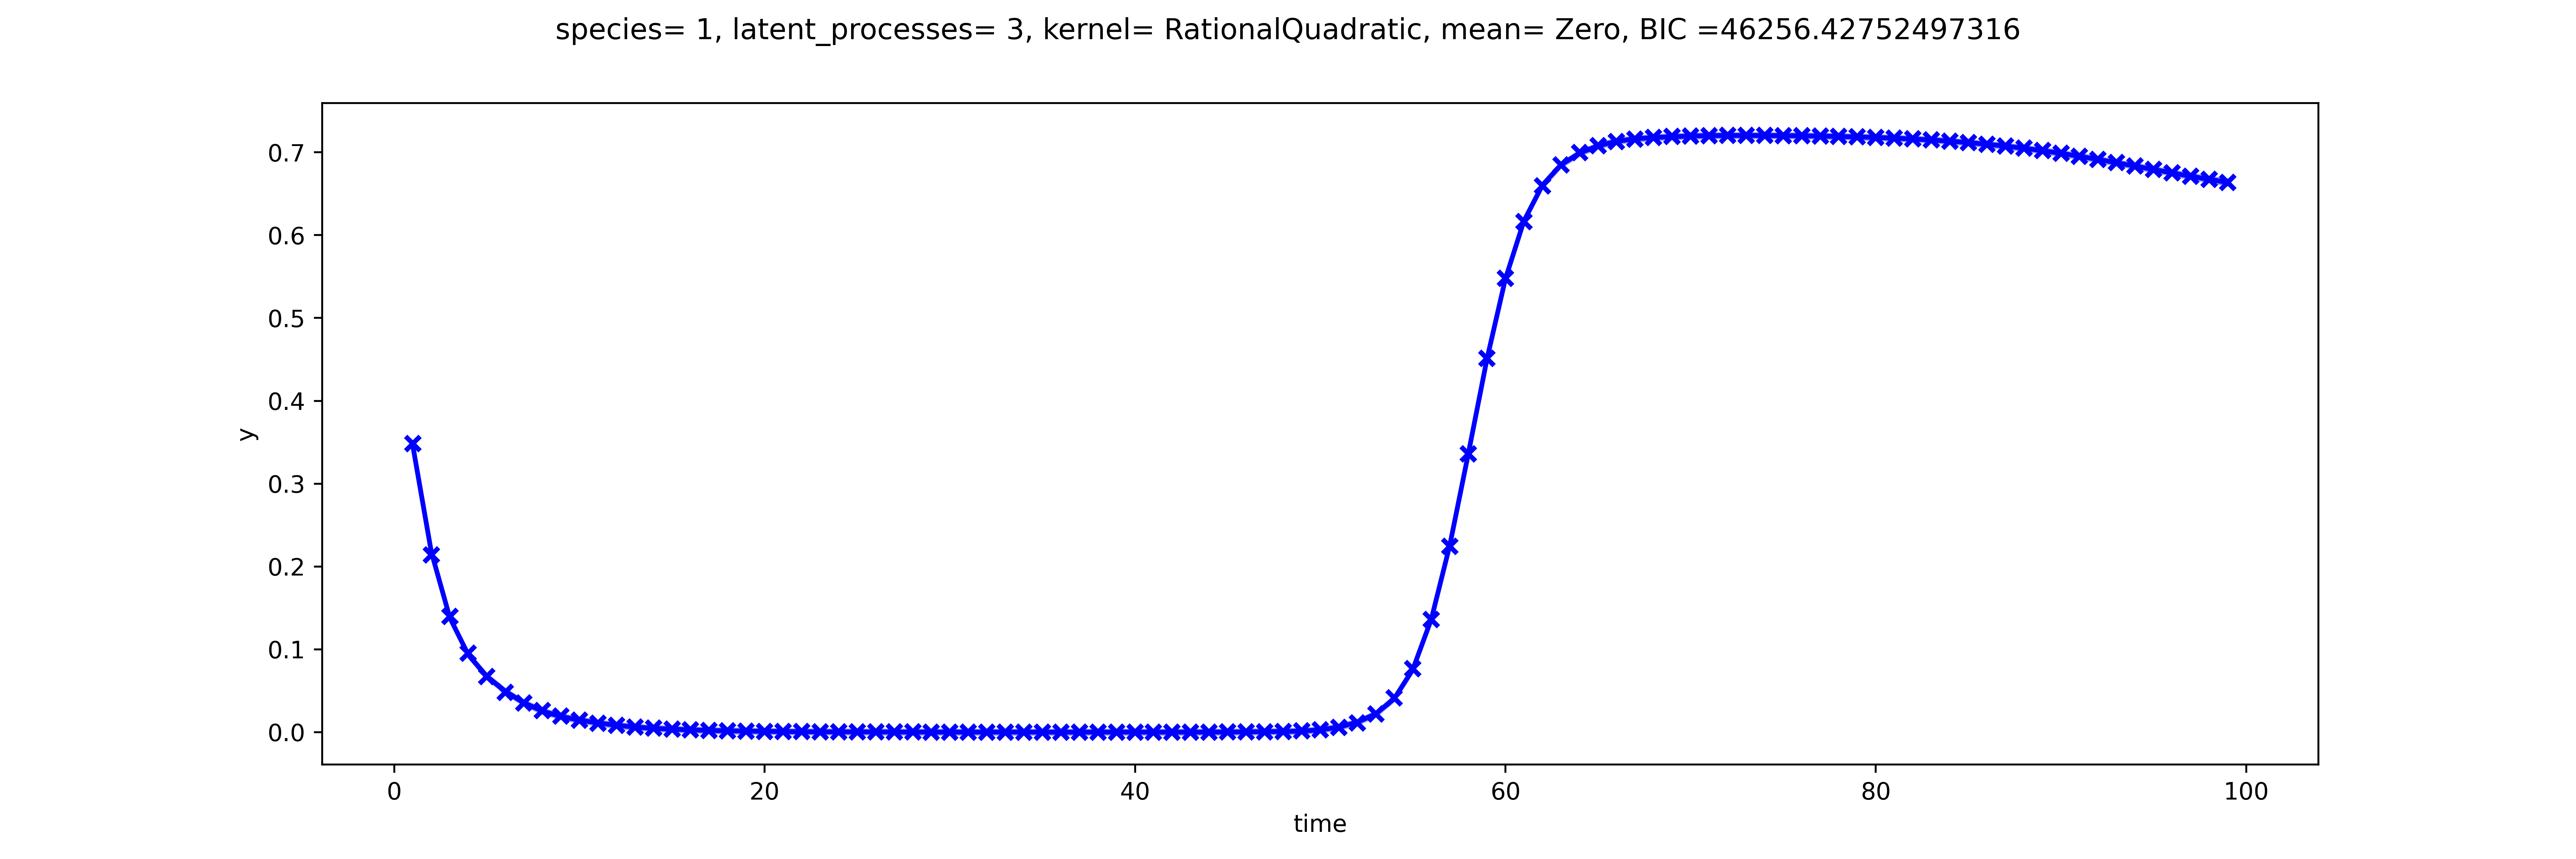 species= 1, latent_processes= 3, kernel= RationalQuadratic, mean= Zero, BIC =46256.42752497316
0.7
0.6
0.5
0.4
0.3
0.2
0.1
0.0
y
0 20 40 60 80 100
time